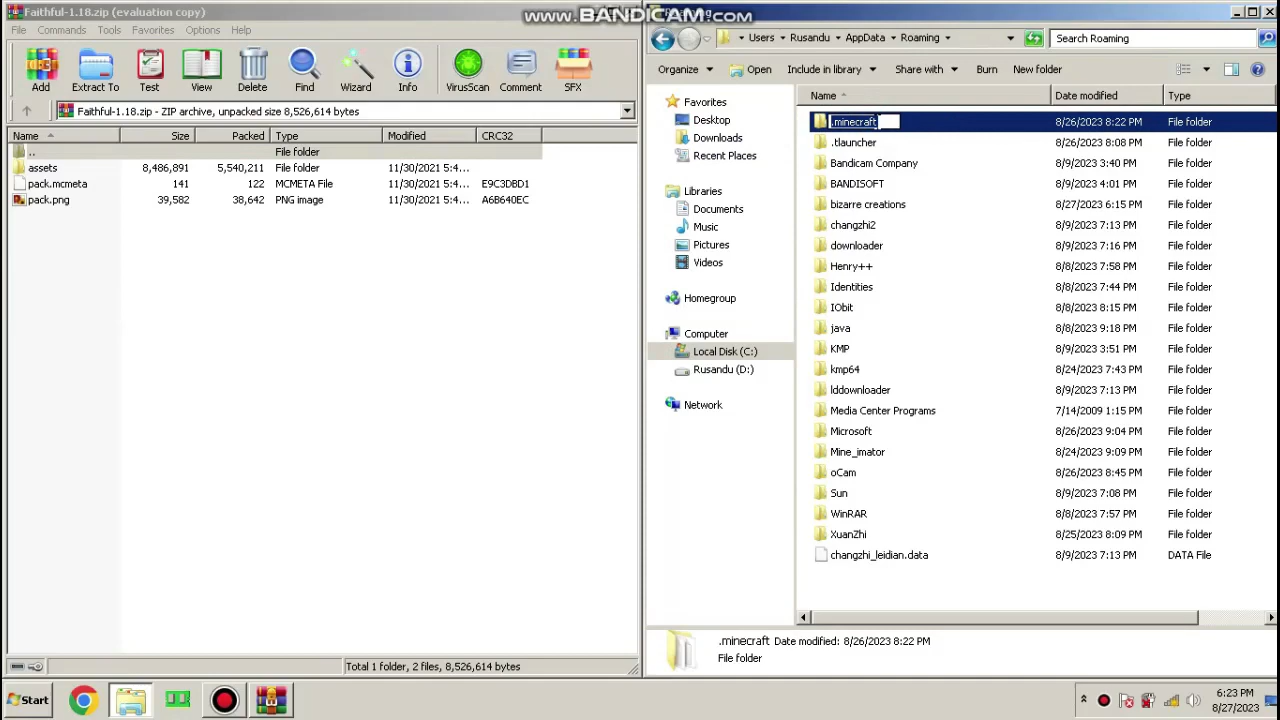 Faithful-1.18.zip (evaluation copy)
www.BANDICAM.com
File Commands Tools Favorites Options Help
Add Extract To Test View Delete Find Wizard Info VirusScan Comment SFX
Faithful-1.18.zip - ZIP archive, unpacked size 8,526,614 bytes
Name Size Packed Type Modified CRC32
.. File folder
assets 8,486,891 5,540,211 File folder 11/30/2021 5:4...
pack.mcmeta 141 122 MCMETA File 11/30/2021 5:4... E9C3DBD1
pack.png 39,582 38,642 PNG image 11/30/2021 5:4... A6B640EC
Total 1 folder, 2 files, 8,526,614 bytes
Users Rusandu AppData Roaming
Search Roaming
Organize Open Include in library Share with Burn New folder
Favorites
Desktop
Downloads
Recent Places
Libraries
Documents
Music
Pictures
Videos
Homegroup
Computer
Local Disk (C:)
Rusandu (D:)
Network
Name Date modified Type
.minecraft 8/26/2023 8:22 PM File folder
.tlauncher 8/26/2023 8:08 PM File folder
Bandicam Company 8/9/2023 3:40 PM File folder
BANDISOFT 8/9/2023 4:01 PM File folder
bizarre creations 8/27/2023 6:15 PM File folder
changzhi2 8/9/2023 7:13 PM File folder
downloader 8/9/2023 7:16 PM File folder
Henry++ 8/8/2023 7:58 PM File folder
Identities 8/8/2023 7:44 PM File folder
IObit 8/8/2023 8:15 PM File folder
java 8/8/2023 9:18 PM File folder
KMP 8/9/2023 3:51 PM File folder
kmp64 8/24/2023 7:43 PM File folder
lddownloader 8/9/2023 7:13 PM File folder
Media Center Programs 7/14/2009 1:15 PM File folder
Microsoft 8/26/2023 9:04 PM File folder
Mine_imator 8/24/2023 9:09 PM File folder
oCam 8/26/2023 8:45 PM File folder
Sun 8/9/2023 7:08 PM File folder
WinRAR 8/8/2023 7:57 PM File folder
XuanZhi 8/25/2023 8:09 PM File folder
changzhi_leidian.data 8/9/2023 7:13 PM DATA File
.minecraft Date modified: 8/26/2023 8:22 PM
File folder
Start
6:23 PM
8/27/2023